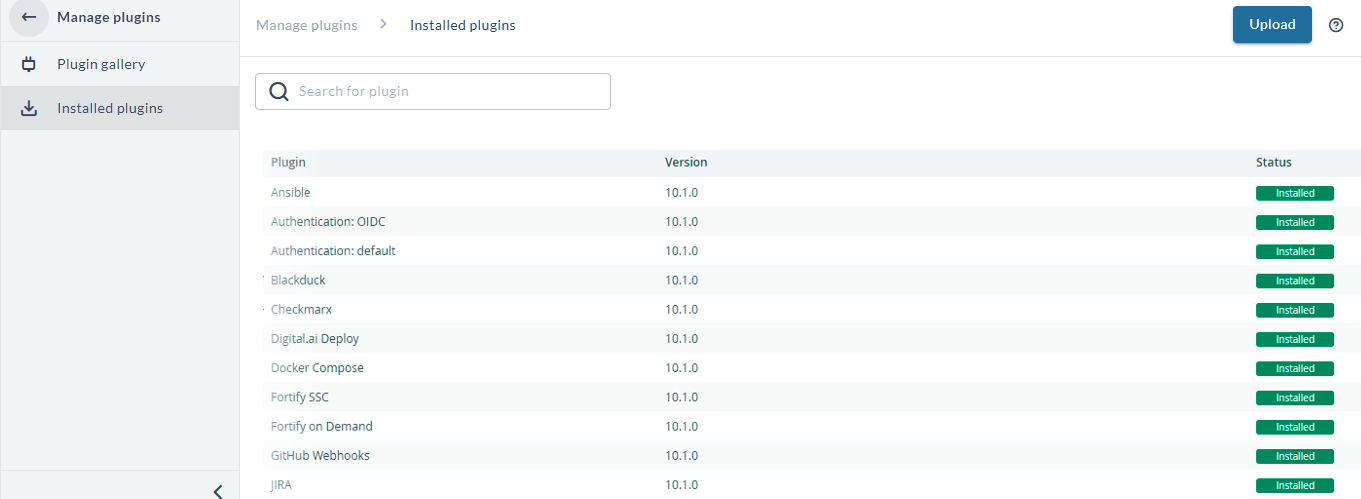 Manage plugins
Plugin gallery
Installed plugins
Manage plugins > Installed plugins
Upload
Search for plugin
Plugin Version Status
Ansible 10.1.0 Installed
Authentication: OIDC 10.1.0 Installed
Authentication: default 10.1.0 Installed
Blackduck 10.1.0 Installed
Checkmarx 10.1.0 Installed
Digital.ai Deploy 10.1.0 Installed
Docker Compose 10.1.0 Installed
Fortify SSC 10.1.0 Installed
Fortify on Demand 10.1.0 Installed
GitHub Webhooks 10.1.0 Installed
JIRA 10.1.0 Installed